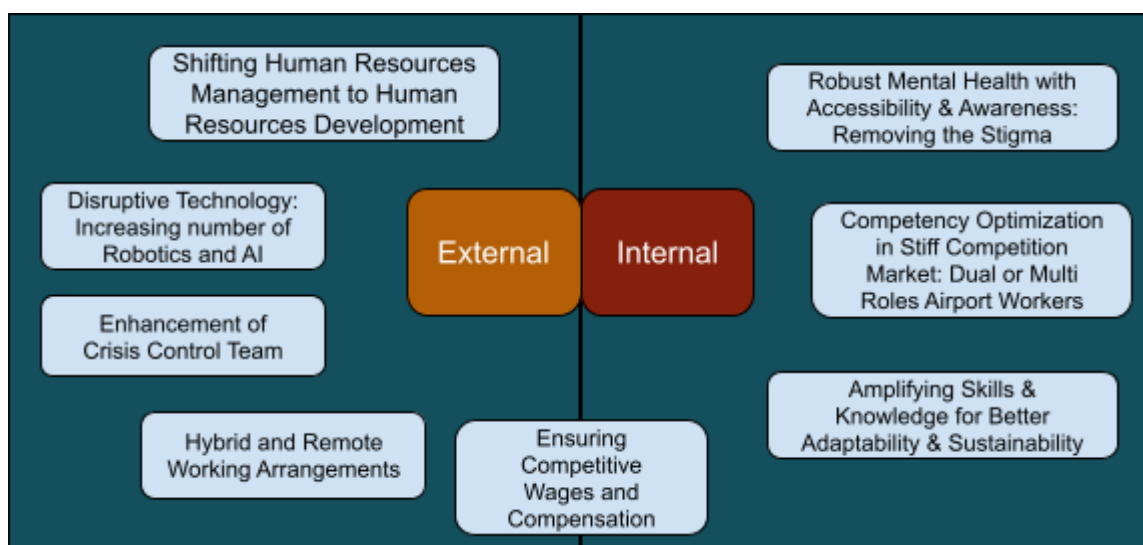 Shifting Human Resources
Management to Human
Resources Development
Disruptive Technology:
Increasing number of
Robotics and AI
Enhancement of
Crisis Control Team
Hybrid and Remote
Working Arrangements
External
Internal
Ensuring
Competitive
Wages and
Compensation
Robust Mental Health with
Accessibility & Awareness:
Removing the Stigma
Competency Optimization
in Stiff Competition
Market: Dual or Multi
Roles Airport Workers
Amplifying Skills &
Knowledge for Better
Adaptability & Sustainability